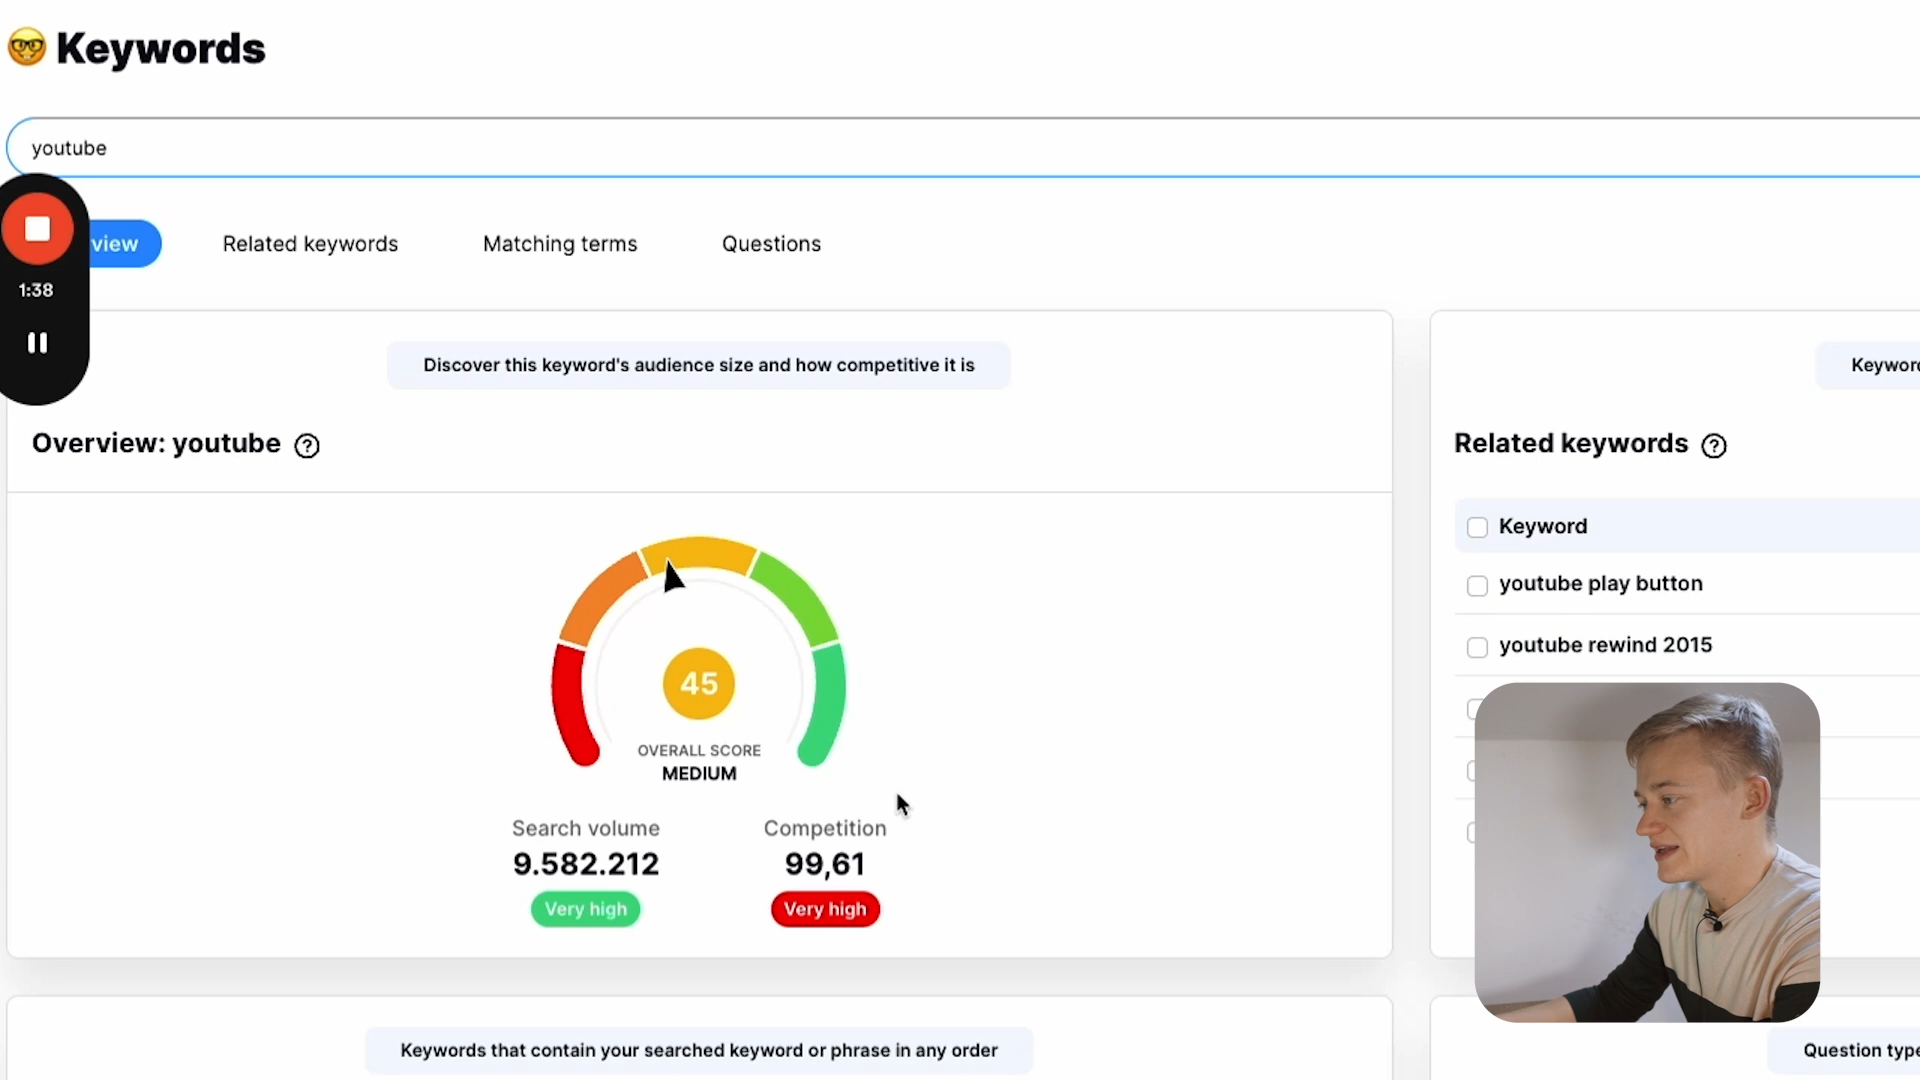 Keywords
youtube
view
Related keywords
Matching terms
Questions
1:38
Discover this keyword's audience size and how competitive it is
Overview: youtube ?
45
OVERALL SCORE
MEDIUM
Search volume
9.582.212
Very high
Competition
99,61
Very high
Keyword
Related keywords ?
Keyword
youtube play button
youtube rewind 2015
Keywords that contain your searched keyword or phrase in any order
Question type